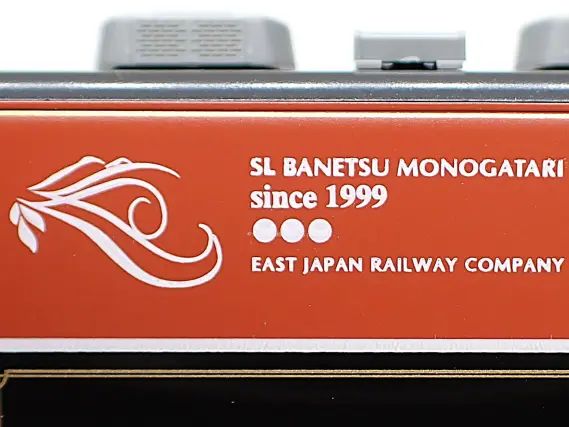 SL BANETSU MONOGATARI
since 1999
EAST JAPAN RAILWAY COMPANY